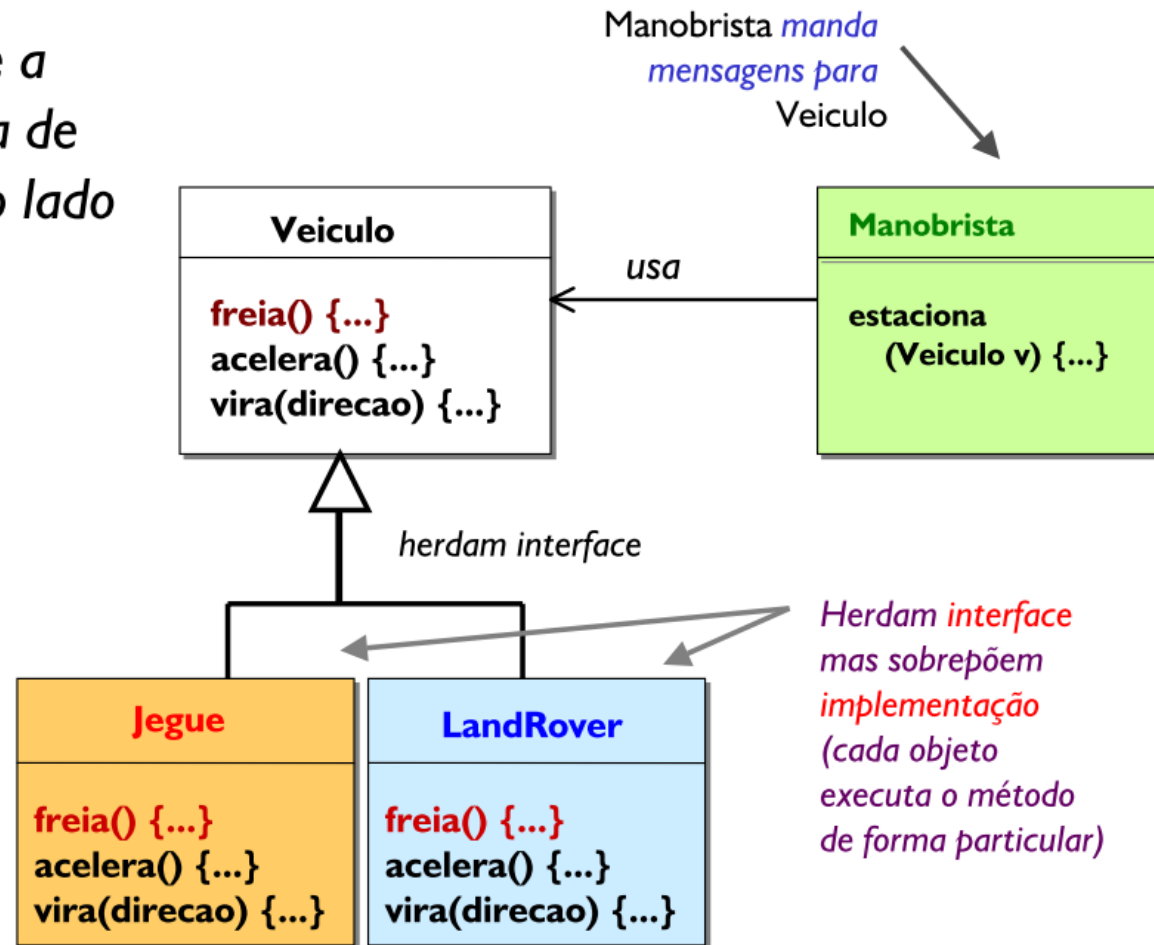 e a
a de
o lado
Manobrista manda
mensagens para
Veiculo
Veiculo
freia() {...}
acelera() {...}
vira(direcao) {...}
usa
Manobrista
estaciona
(Veiculo v) {...}
herdam interface
Herdam interface
mas sobrepõem
implementação
(cada objeto
executa o método
de forma particular)
Jegue
freia() {...}
acelera() {...}
vira(direcao) {...}
LandRover
freia() {...}
acelera() {...}
vira(direcao) {...}